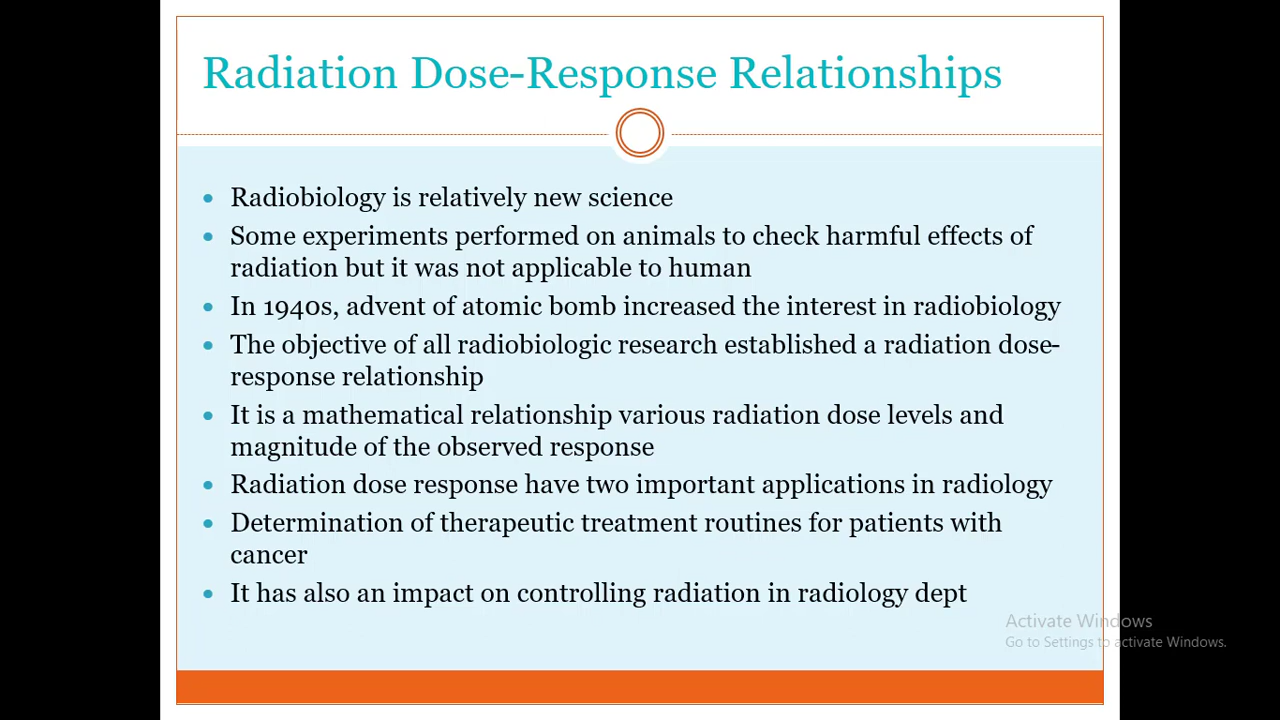 Radiation Dose-Response Relationships
• Radiobiology is relatively new science
• Some experiments performed on animals to check harmful effects of
radiation but it was not applicable to human
• In 1940s, advent of atomic bomb increased the interest in radiobiology
• The objective of all radiobiologic research established a radiation dose-
response relationship
• It is a mathematical relationship various radiation dose levels and
magnitude of the observed response
• Radiation dose response have two important applications in radiology
• Determination of therapeutic treatment routines for patients with
cancer
• It has also an impact on controlling radiation in radiology dept
Activate Windows
Go to Settings to activate Windows.